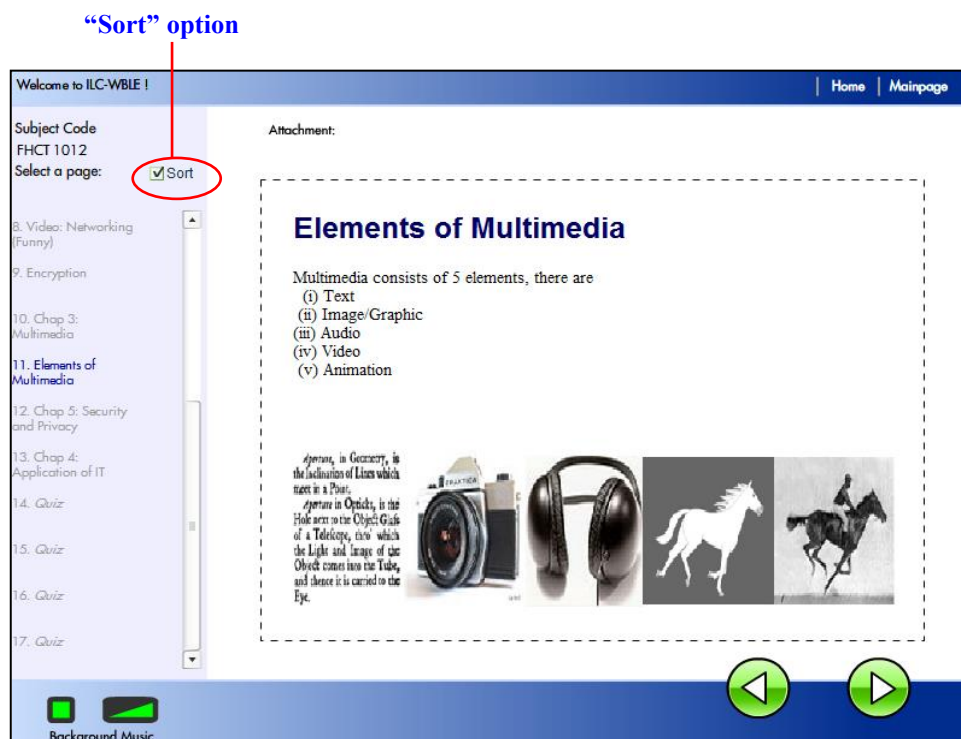 “Sort” option
Welcome to ILC-WBLE !
Home
Mainpage
Subject Code
FHCT 1012
Select a page:
Sort
Attachment:
8. Video: Networking
(Funny)
9. Encryption
10. Chap 3:
Multimedia
11. Elements of
Multimedia
12. Chap 5: Security
and Privacy
13. Chap 4:
Application of IT
14. Quiz
15. Quiz
16. Quiz
17. Quiz
Elements of Multimedia
Multimedia consists of 5 elements, there are
(i) Text
(ii) Image/Graphic
(iii) Audio
(iv) Video
(v) Animation
Aperture, in Geometry, is
the Inclination of Lines which
meet in a Point.
Aperture in Opticks, is the
Hole next to the Object Glass
of a Telescope, thro' which
the Light and Image of the
Object comes into the Tube,
and thence it is carried to the
Eye.
PRAKTICA
Background Music